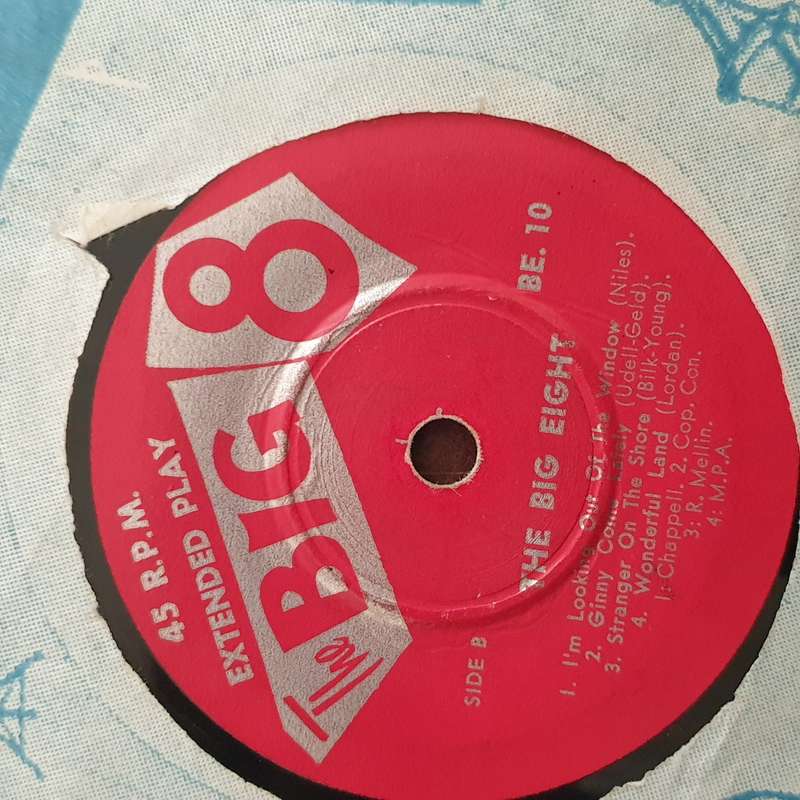 The BIG 8
45 R.P.M.
EXTENDED PLAY
SIDE B
THE BIG EIGHT BE. 10
1. I'm Looking Out Of The Window (Niles).
2. Ginny Come Lately (Udell-Geld).
3. Stranger On The Shore (Bilk-Young).
4. Wonderful Land (Lordan).
1: Chappell. 2. Cop. Con.
3: R. Mellin.
4: M.P.A.